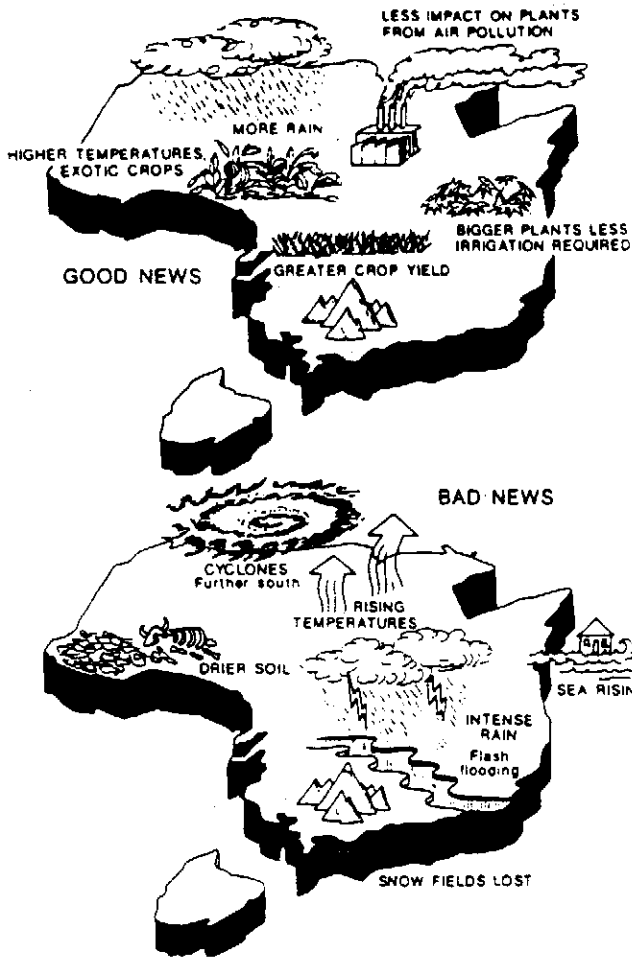 LESS IMPACT ON PLANTS
FROM AIR POLLUTION
MORE RAIN
HIGHER TEMPERATURES,
EXOTIC CROPS
BIGGER PLANTS LESS
IRRIGATION REQUIRED
GREATER CROP YIELD
GOOD NEWS
BAD NEWS
CYCLONES
Further south
RISING
TEMPERATURES
DRIER SOIL
SEA RISIN
INTENSE
RAIN
Flash
flooding
SNOW FIELDS LOST